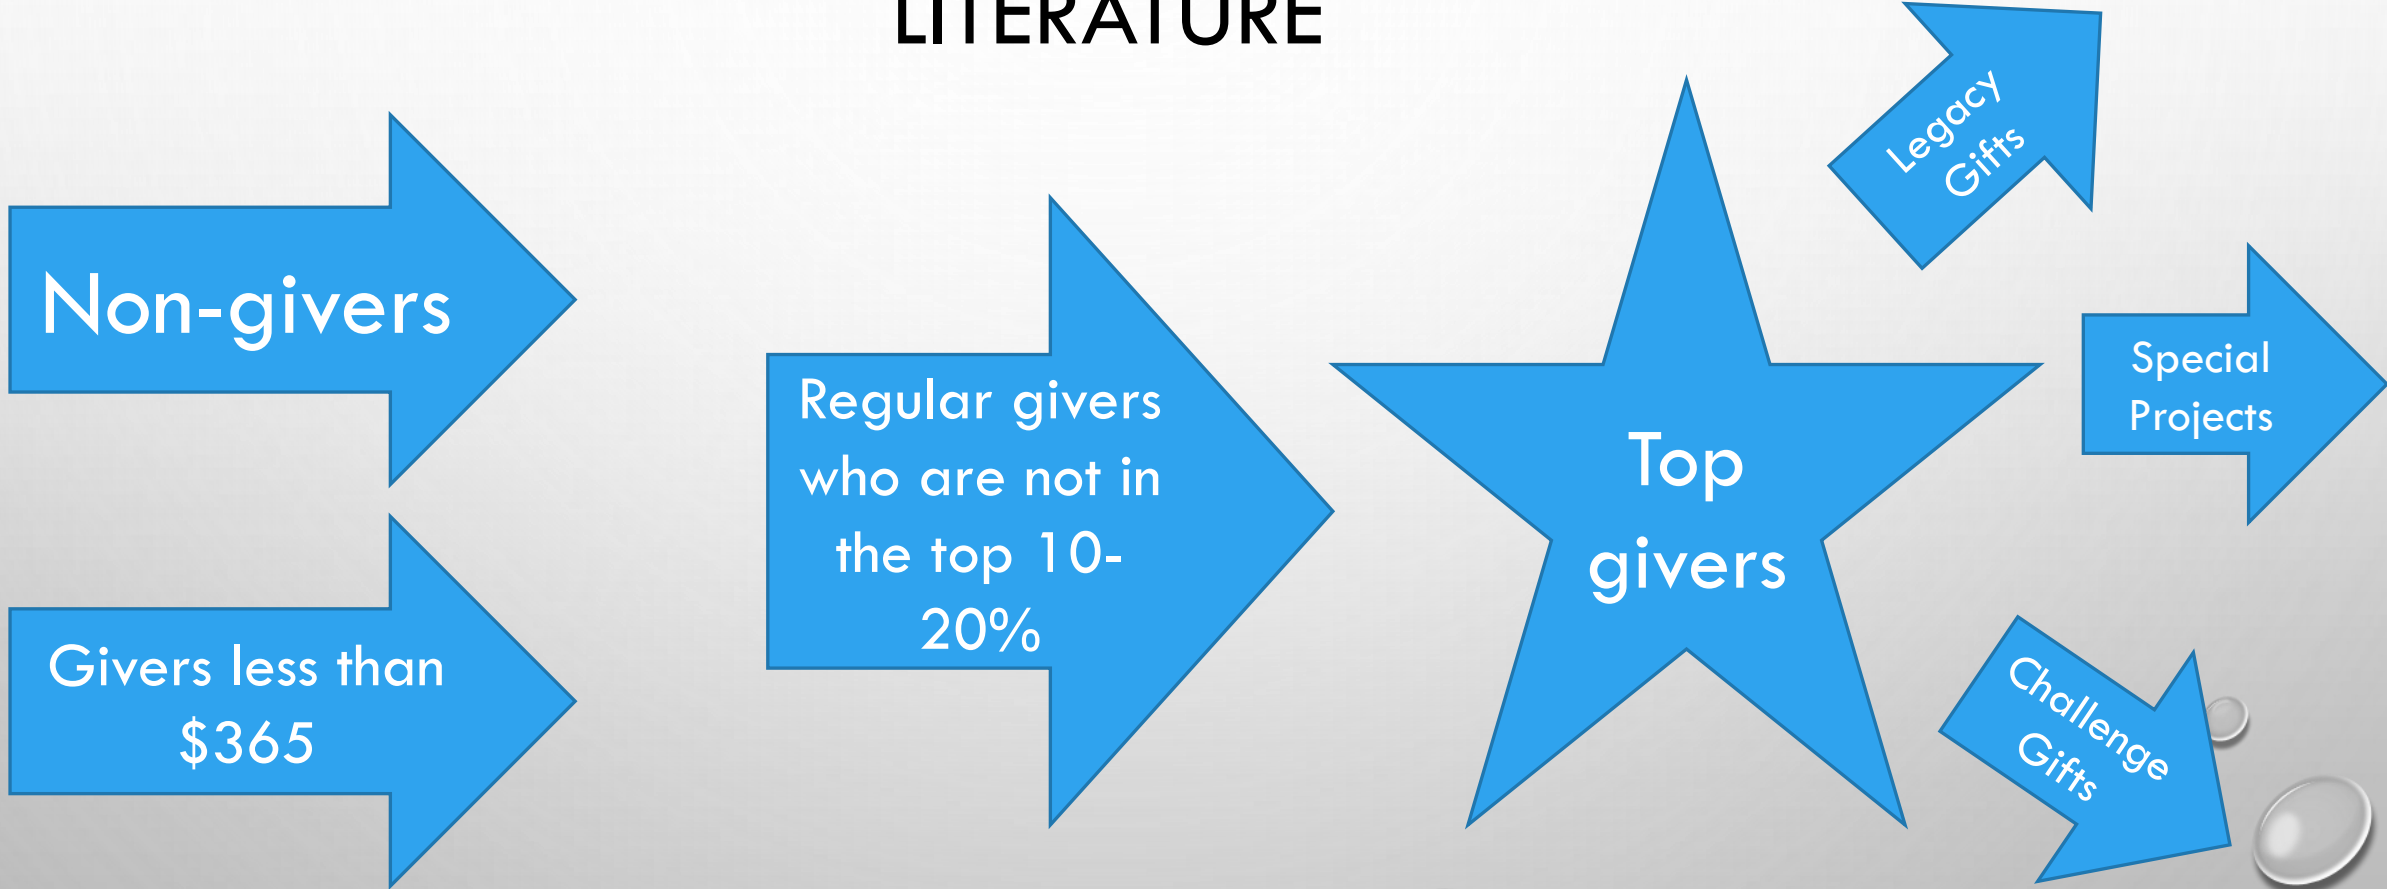 LITERATURE
Non-givers
Givers less than
$365
Regular givers
who are not in
the top 10-
20%
Top
givers
Legacy
Gifts
Special
Projects
Challenge
Gifts